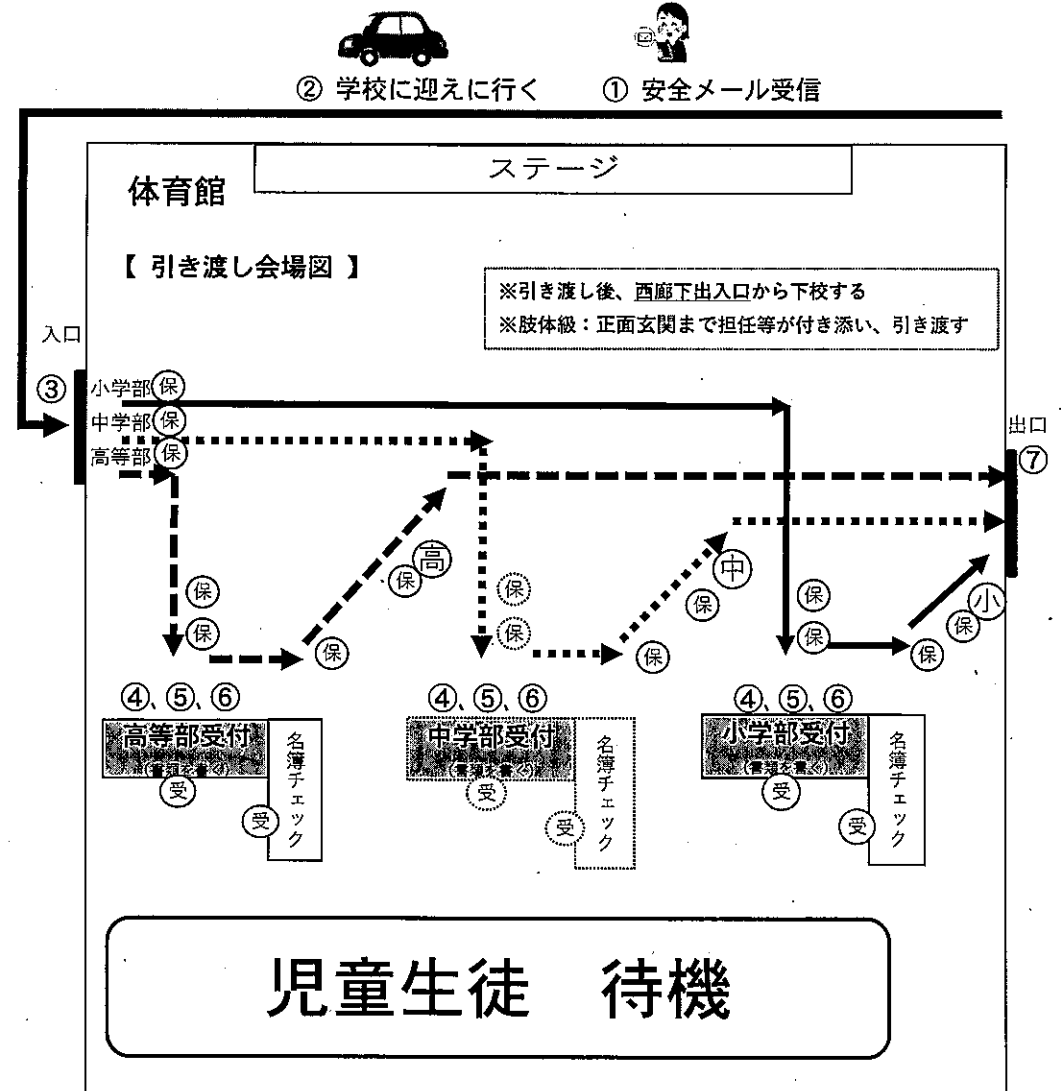 ② 学校に迎えに行く ① 安全メール受信
ステージ
体育館
【 引き渡し会場図 】
※引き渡し後、西廊下出入口から下校する
※肢体級：正面玄関まで担任等が付き添い、引き渡す
入口
③
小学部 保
中学部 保
高等部 保
出口
⑦
高
保
保
保
保
中
保
保
保
保
小
保
保
保
保
④、⑤、⑥
④、⑤、⑥
④、⑤、⑥
高等部受付
(書類を書く)
受
名簿チェック
受
中学部受付
(書類を書く)
受
名簿チェック
受
小学部受付
(書類を書く)
受
名簿チェック
受
児童生徒 待機